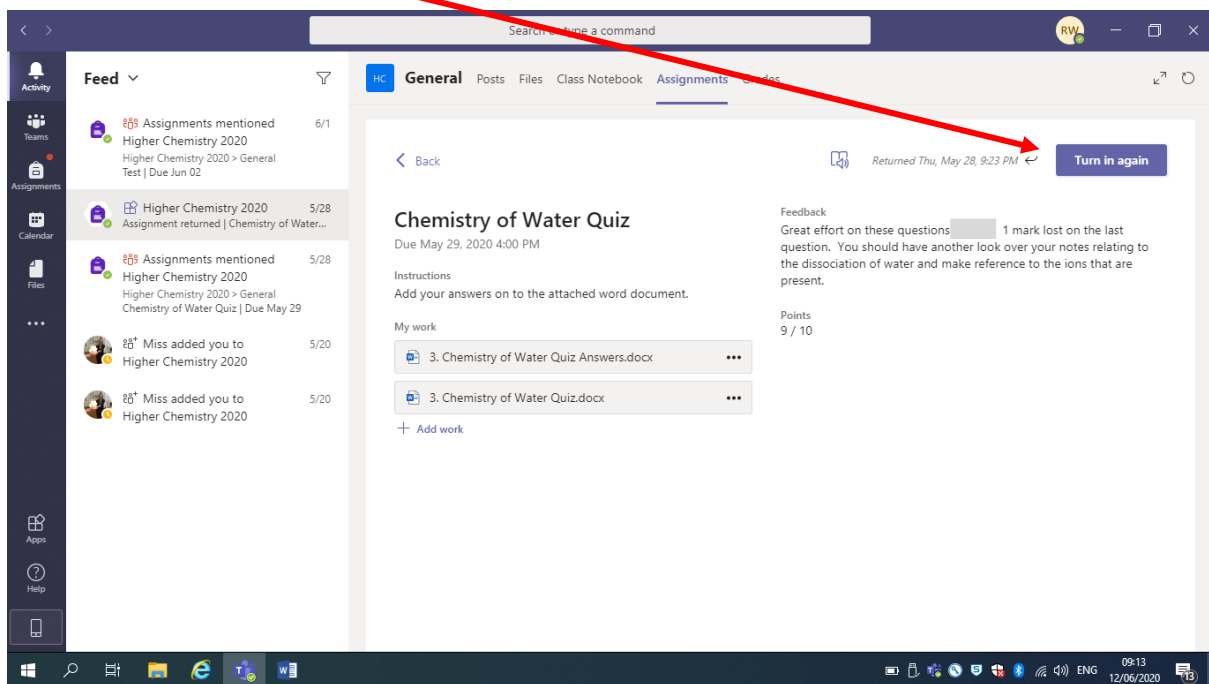 Search or type a command
RW
Activity
Teams
Assignments
Calendar
Files
Apps
Help
Feed
Assignments mentioned 6/1
Higher Chemistry 2020
Higher Chemistry 2020 > General
Test | Due Jun 02
Higher Chemistry 2020 5/28
Assignment returned | Chemistry of Water...
Assignments mentioned 5/28
Higher Chemistry 2020
Higher Chemistry 2020 > General
Chemistry of Water Quiz | Due May 29
Miss added you to 5/20
Higher Chemistry 2020
Miss added you to 5/20
Higher Chemistry 2020
HC General Posts Files Class Notebook Assignments Grades
Back
Returned Thu, May 28, 9:23 PM
Turn in again
Chemistry of Water Quiz
Due May 29, 2020 4:00 PM
Instructions
Add your answers on to the attached word document.
My work
3. Chemistry of Water Quiz Answers.docx
3. Chemistry of Water Quiz.docx
+ Add work
Feedback
Great effort on these questions 1 mark lost on the last
question. You should have another look over your notes relating to
the dissociation of water and make reference to the ions that are
present.
Points
9 / 10
ENG
09:13
12/06/2020
13